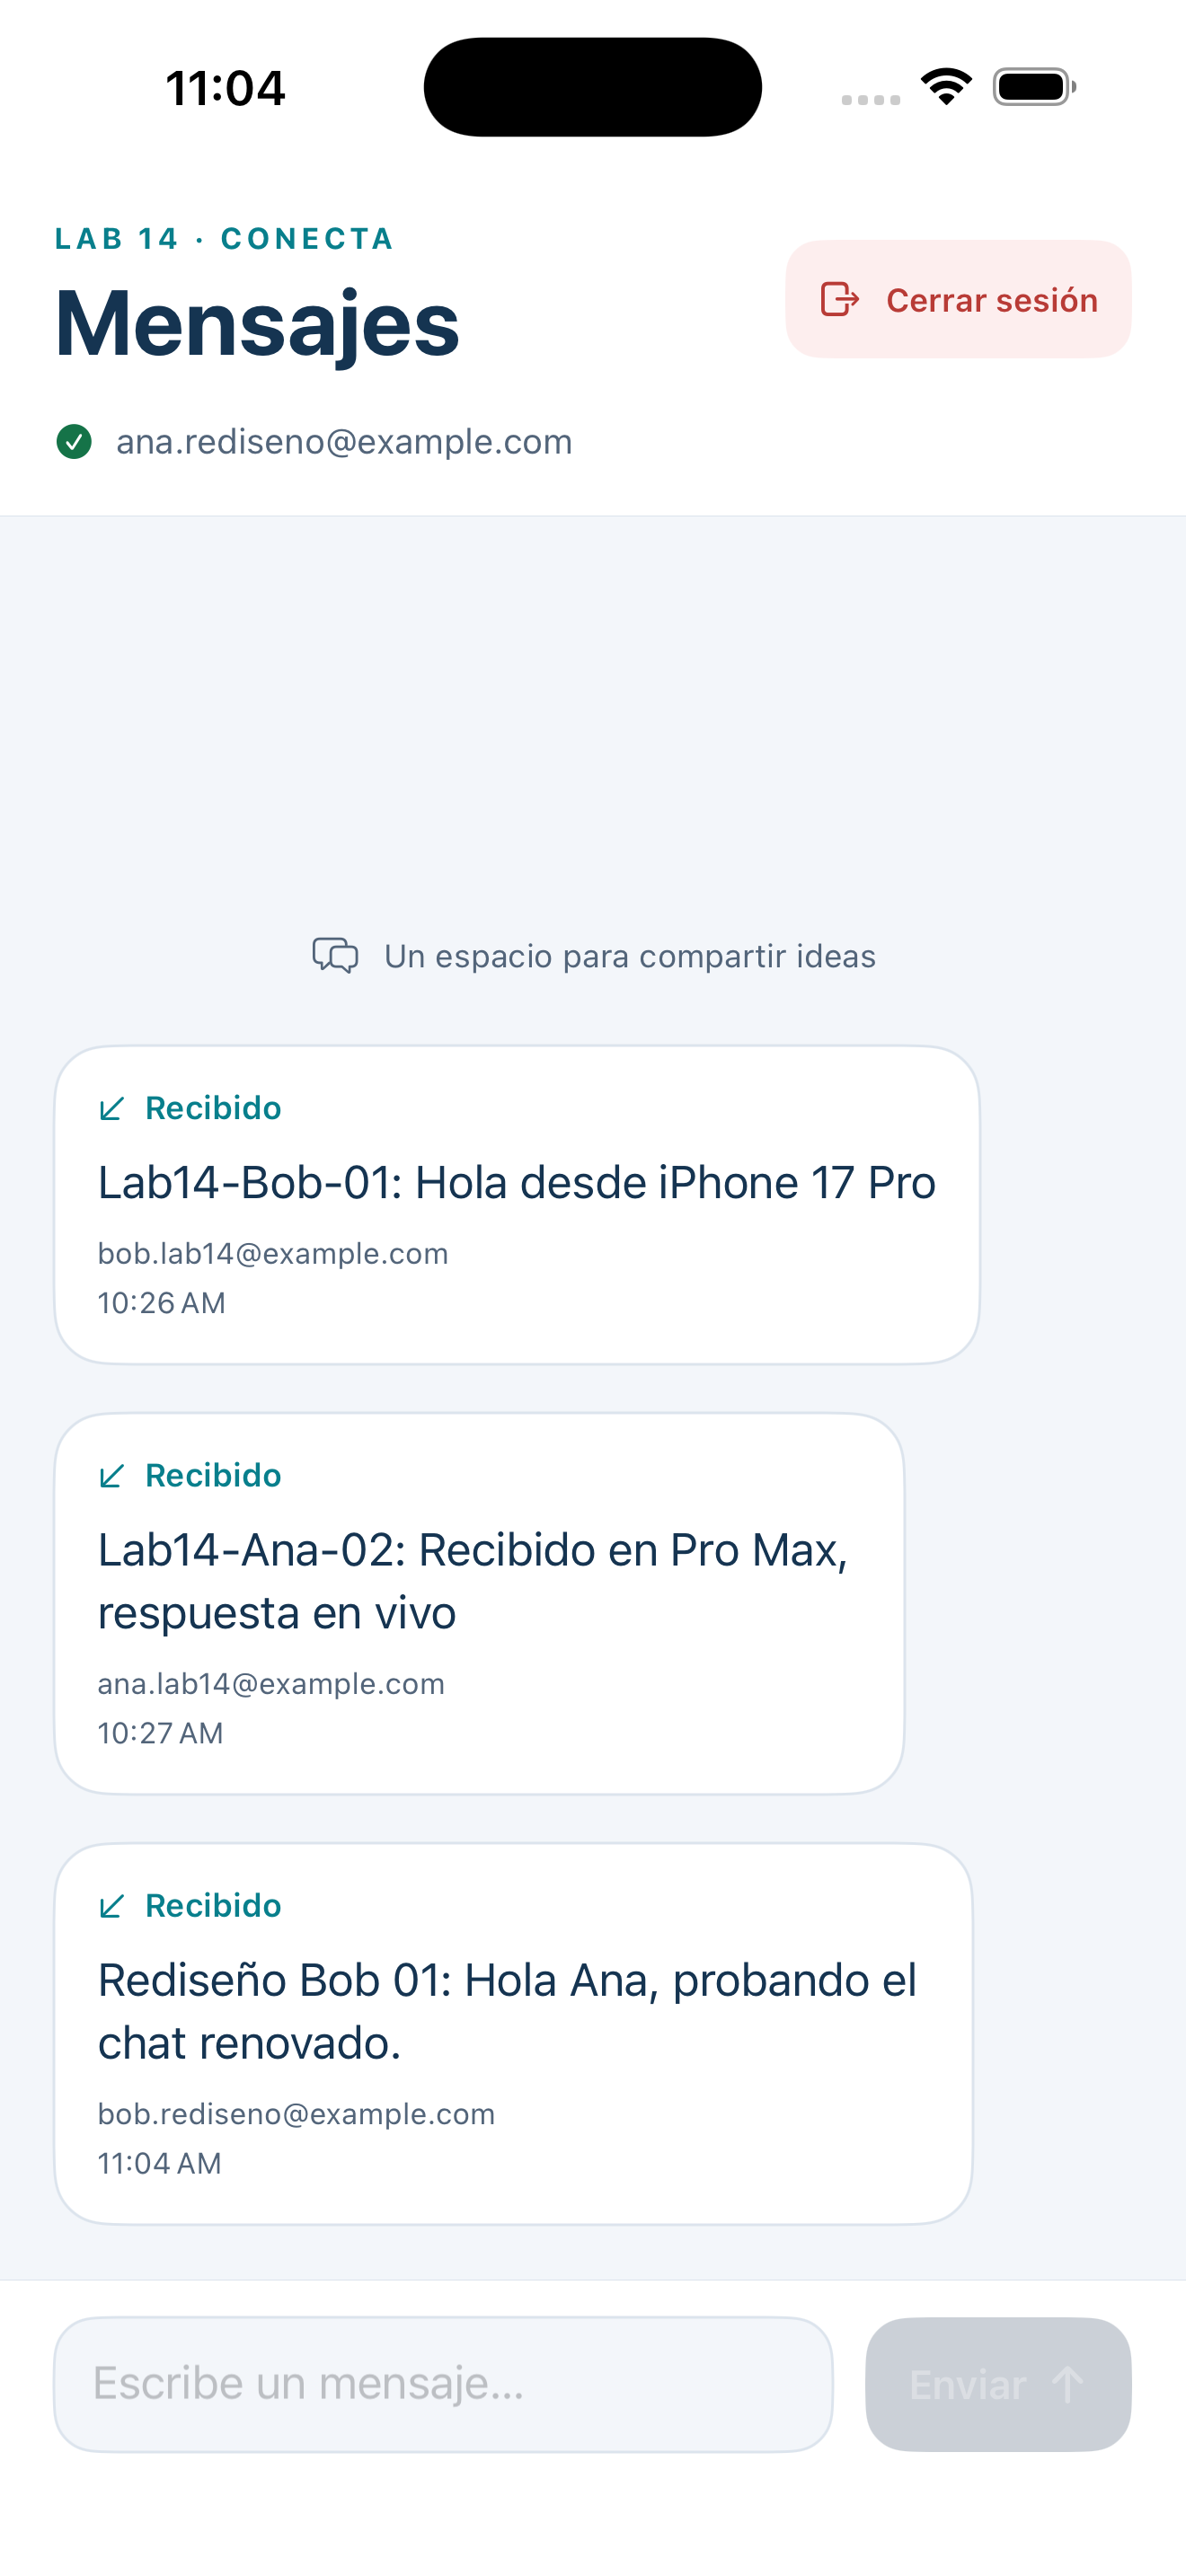 11:04
LAB 14 · CONECTA
Mensajes
Cerrar sesión
ana.rediseno@example.com
Un espacio para compartir ideas
Recibido
Lab14-Bob-01: Hola desde iPhone 17 Pro
bob.lab14@example.com
10:26 AM
Recibido
Lab14-Ana-02: Recibido en Pro Max,
respuesta en vivo
ana.lab14@example.com
10:27 AM
Recibido
Rediseño Bob 01: Hola Ana, probando el
chat renovado.
bob.rediseno@example.com
11:04 AM
Escribe un mensaje...
Enviar